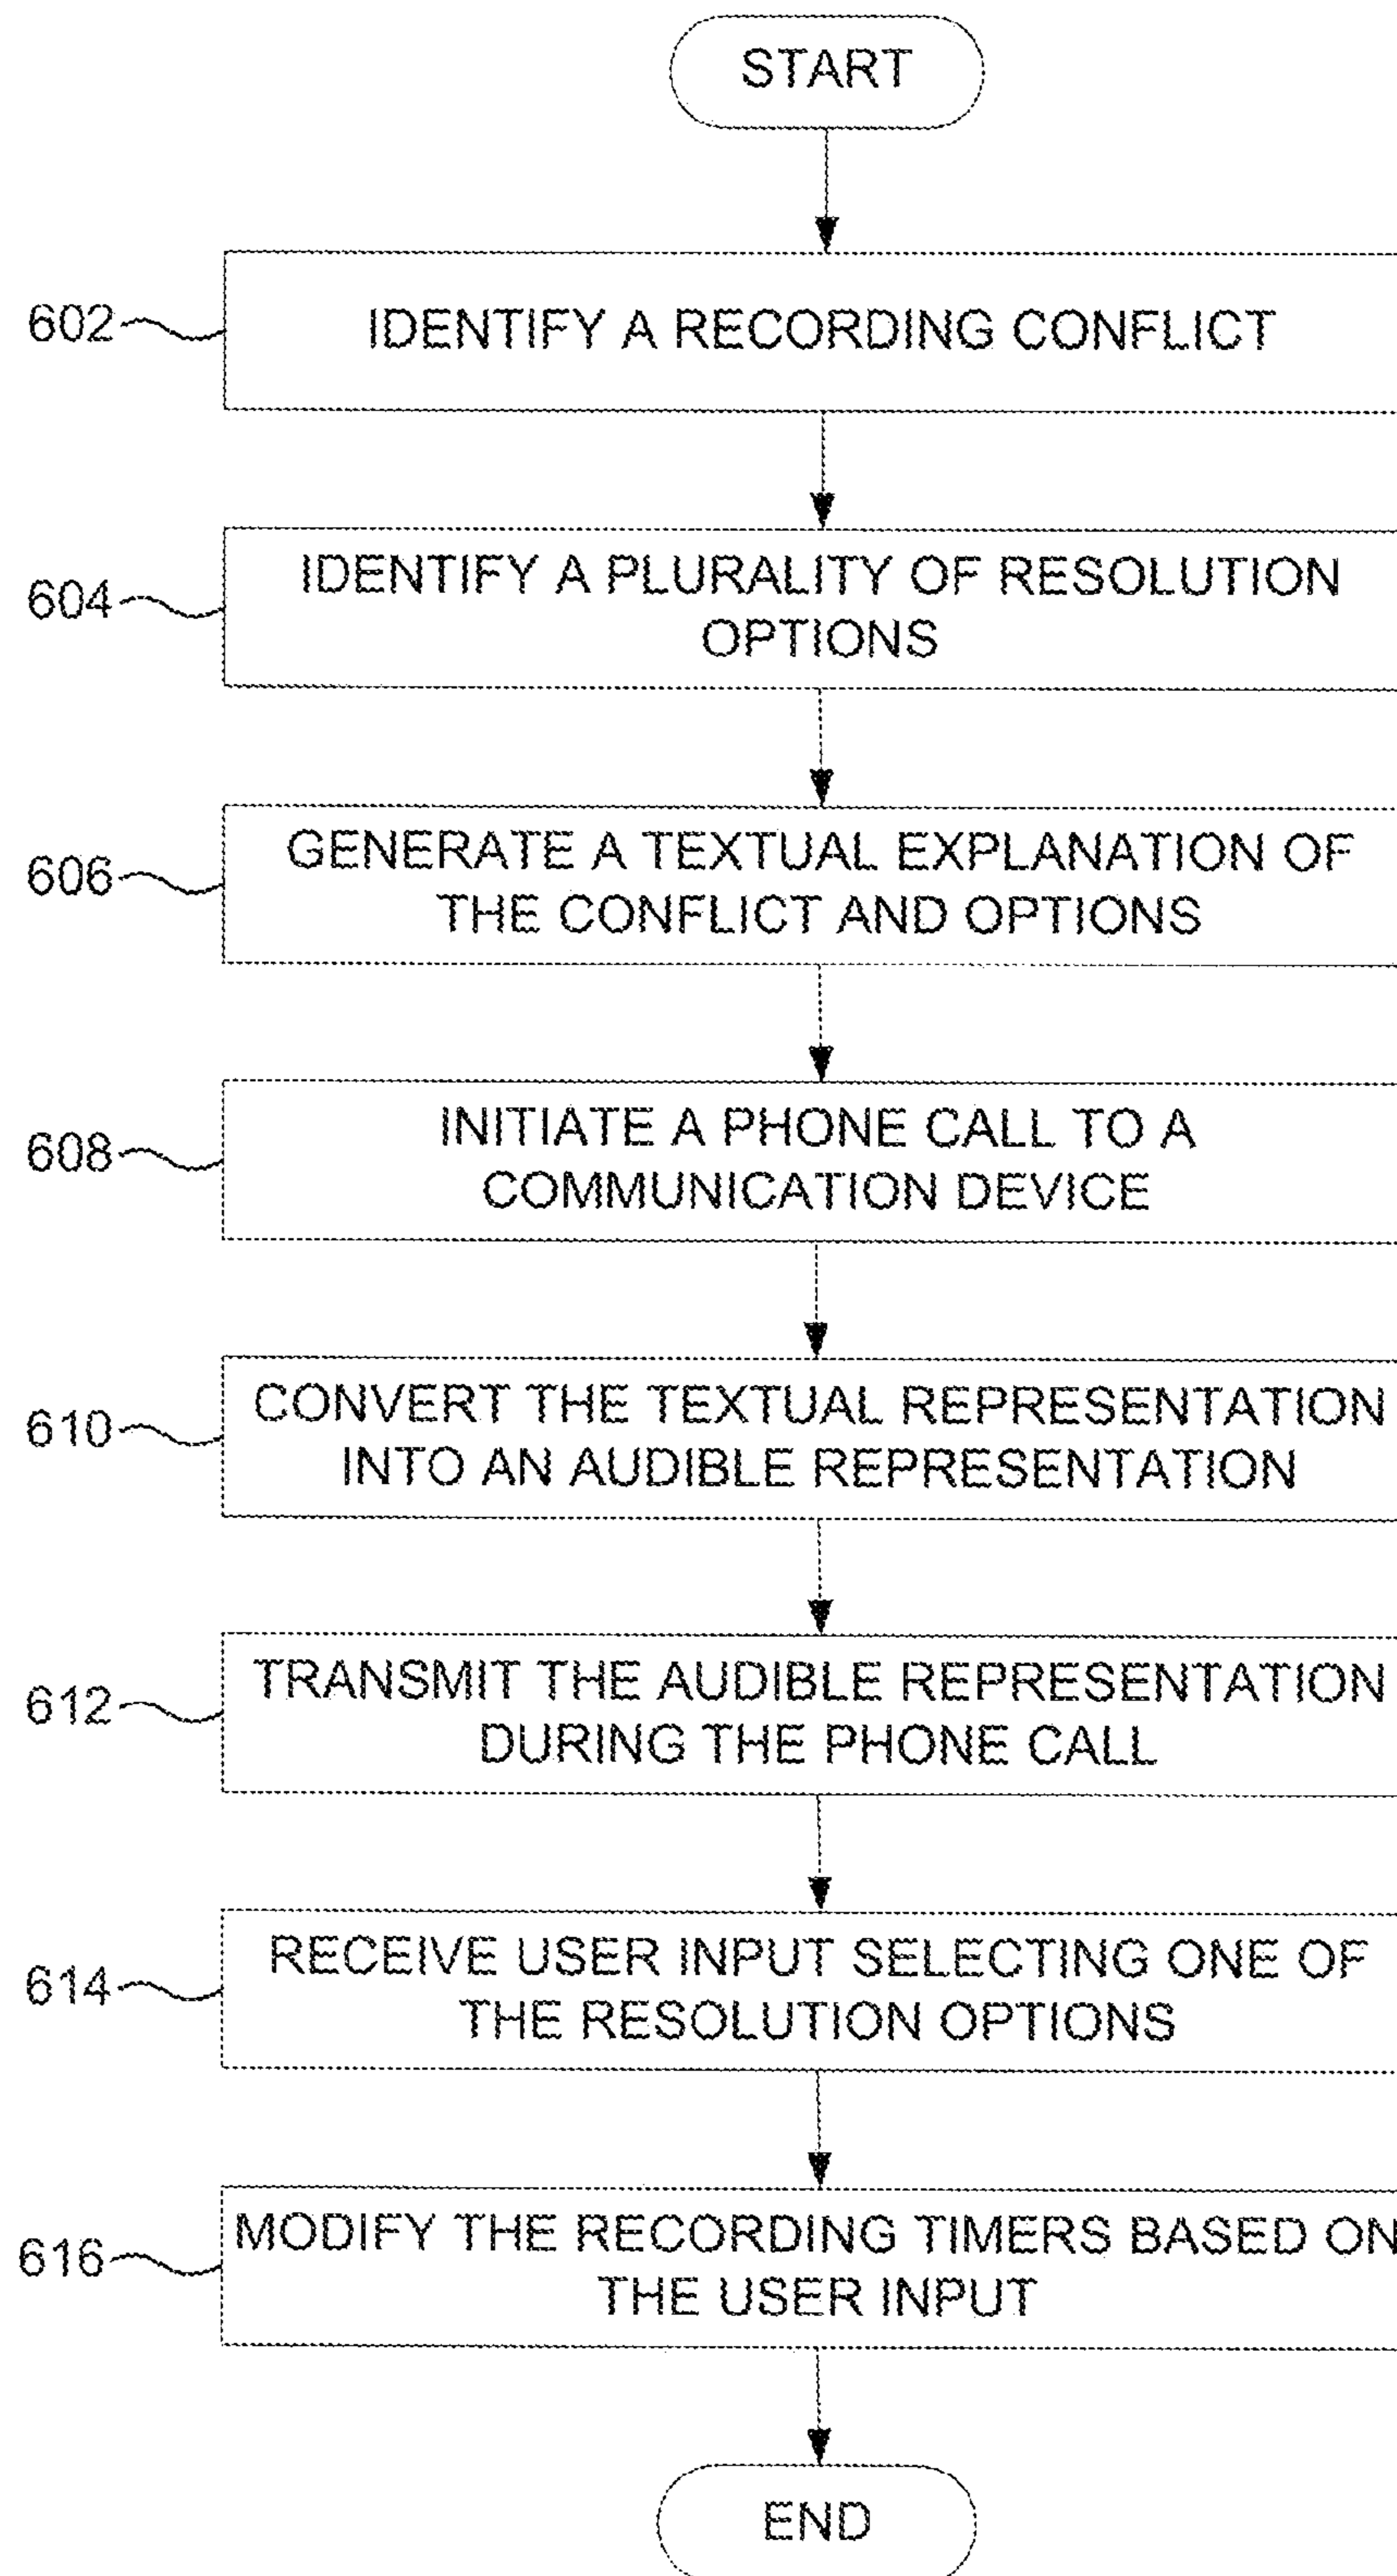 START
602
IDENTIFY A RECORDING CONFLICT
604
IDENTIFY A PLURALITY OF RESOLUTION
OPTIONS
606
GENERATE A TEXTUAL EXPLANATION OF
THE CONFLICT AND OPTIONS
608
INITIATE A PHONE CALL TO A
COMMUNICATION DEVICE
610
CONVERT THE TEXTUAL REPRESENTATION
INTO AN AUDIBLE REPRESENTATION
612
TRANSMIT THE AUDIBLE REPRESENTATION
DURING THE PHONE CALL
614
RECEIVE USER INPUT SELECTING ONE OF
THE RESOLUTION OPTIONS
616
MODIFY THE RECORDING TIMERS BASED ON
THE USER INPUT
END